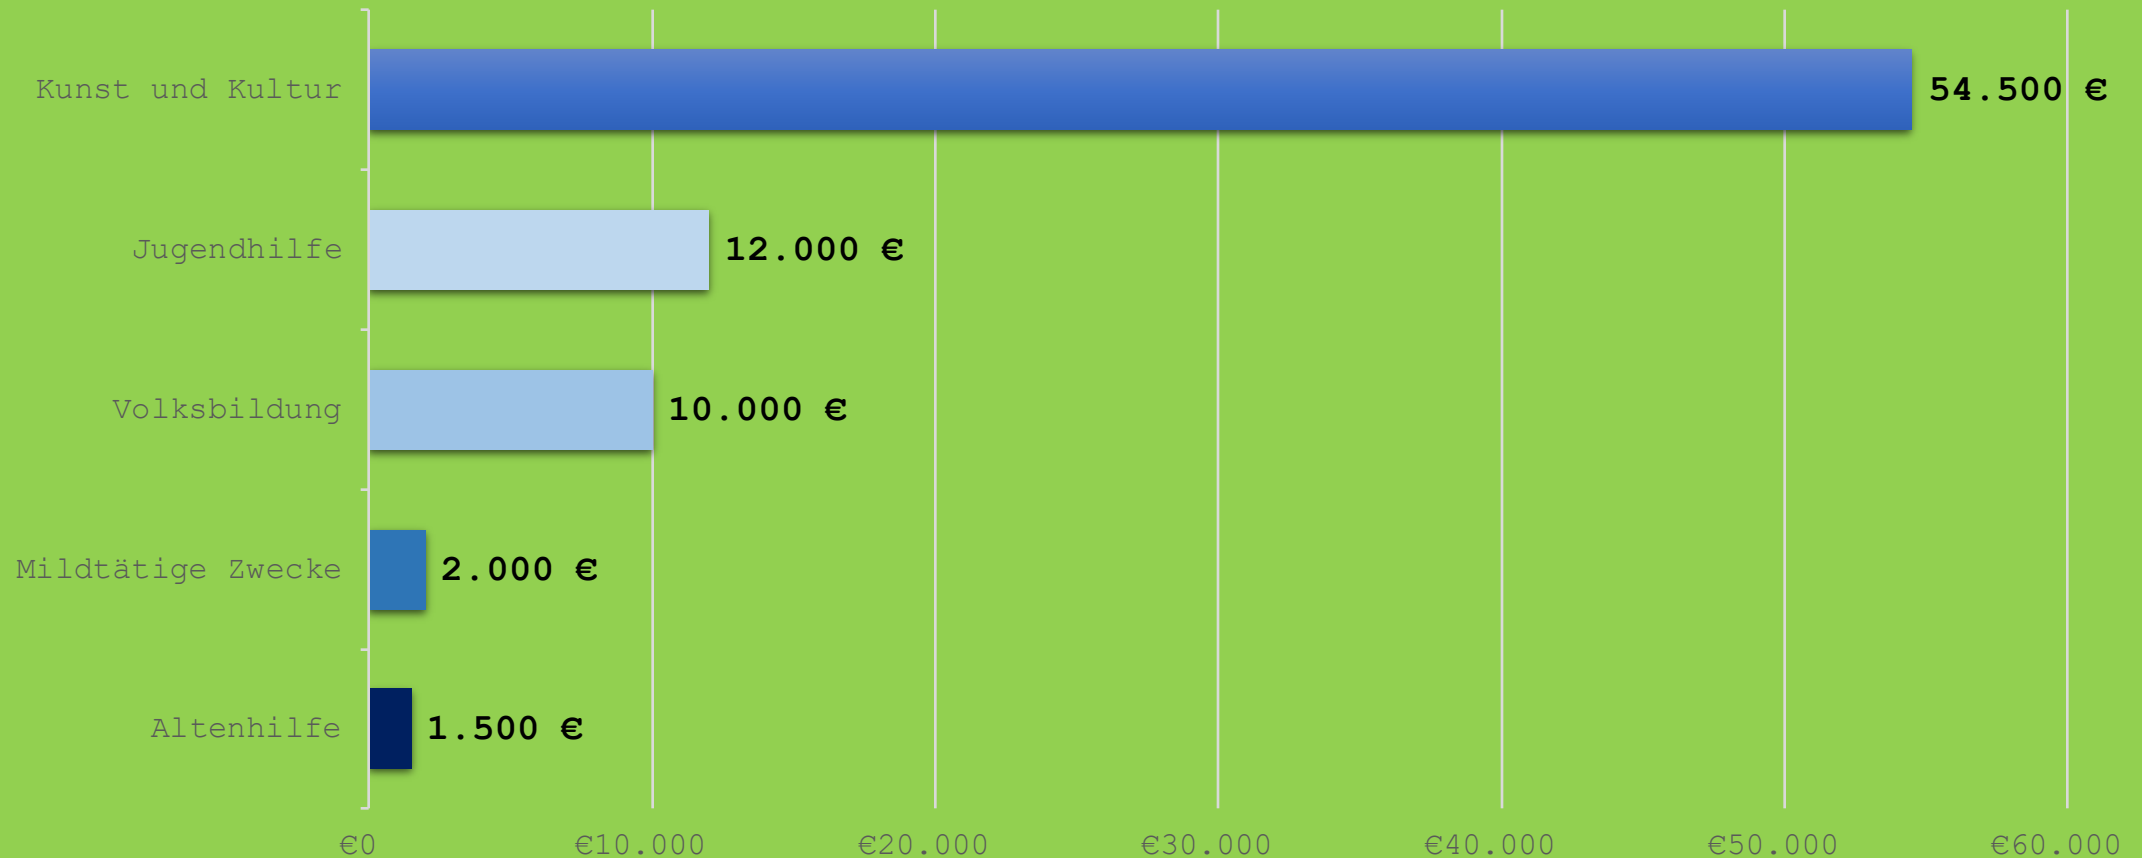 Kunst und Kultur 54.500 €
Jugendhilfe 12.000 €
Volksbildung 10.000 €
Mildtätige Zwecke 2.000 €
Altenhilfe 1.500 €
€0 €10.000 €20.000 €30.000 €40.000 €50.000 €60.000